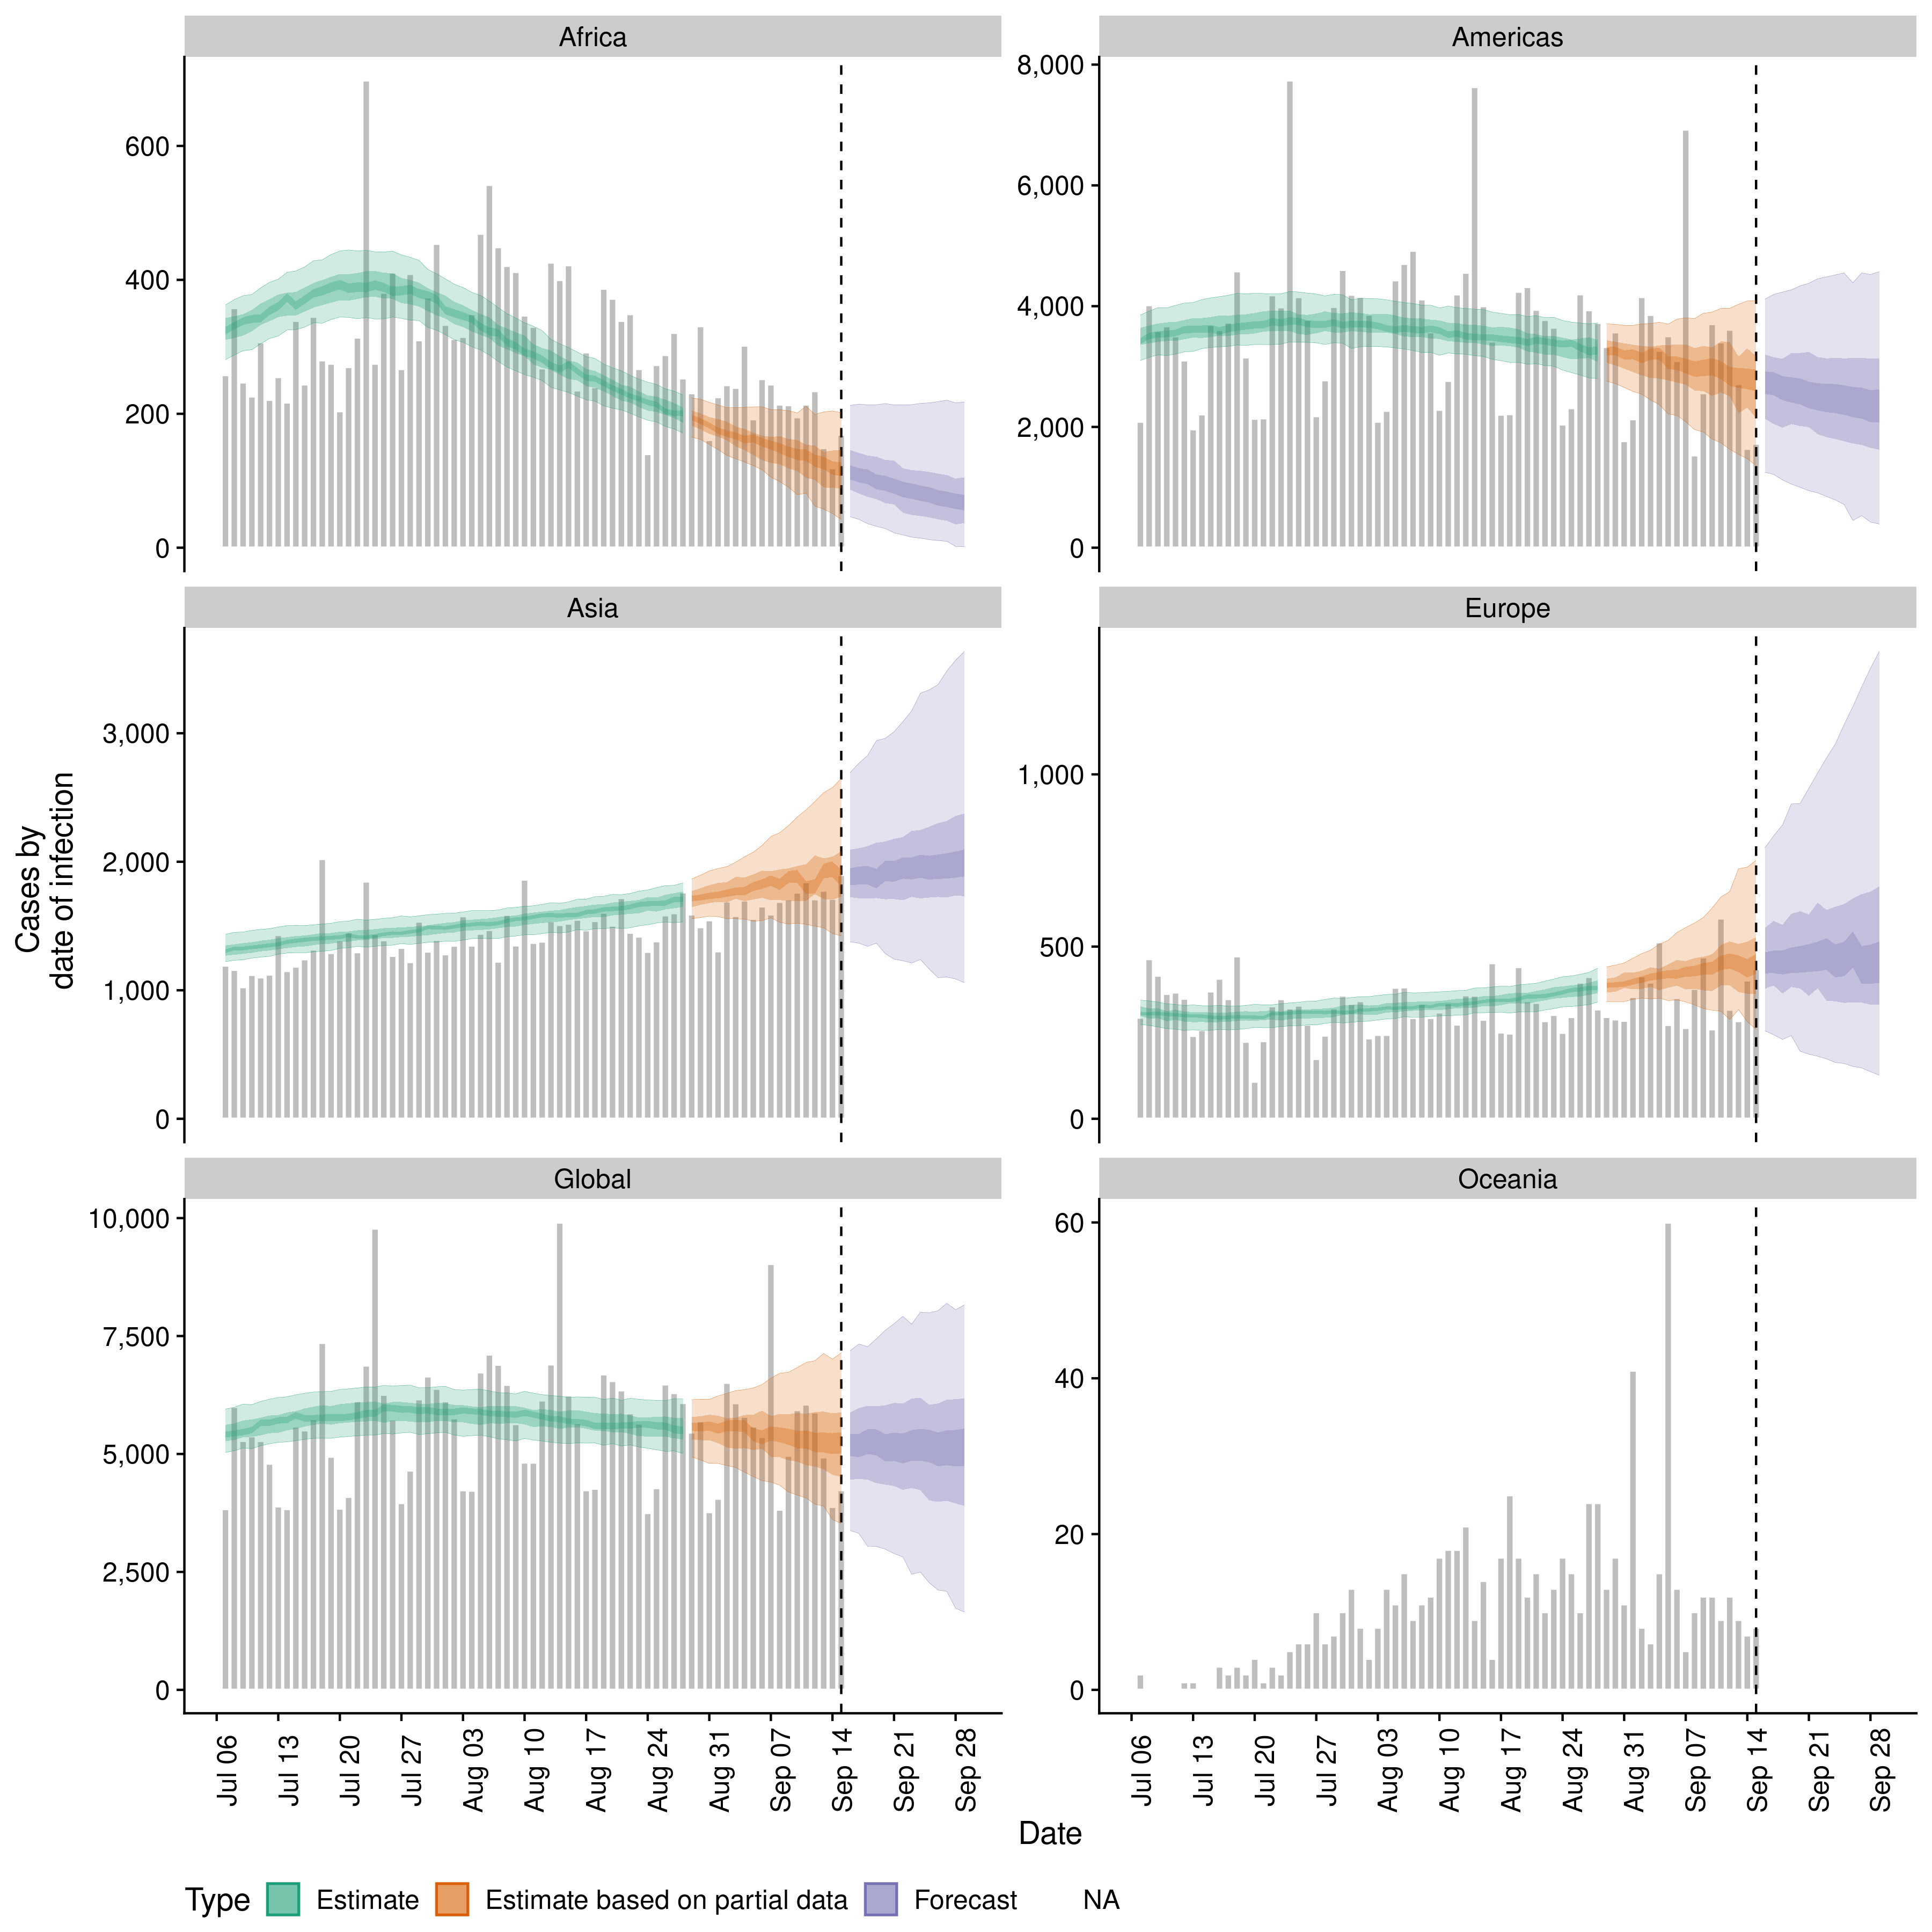 Africa
Americas
600
400
200
0
8,000
6,000
4,000
2,000
0
Asia
Europe
3,000
2,000
1,000
0
1,000
500
0
Global
Oceania
10,000
7,500
5,000
2,500
0
60
40
20
0
Cases by
date of infection
Jul 06
Jul 13
Jul 20
Jul 27
Aug 03
Aug 10
Aug 17
Aug 24
Aug 31
Sep 07
Sep 14
Sep 21
Sep 28
Jul 06
Jul 13
Jul 20
Jul 27
Aug 03
Aug 10
Aug 17
Aug 24
Aug 31
Sep 07
Sep 14
Sep 21
Sep 28
Date
Type Estimate Estimate based on partial data Forecast NA